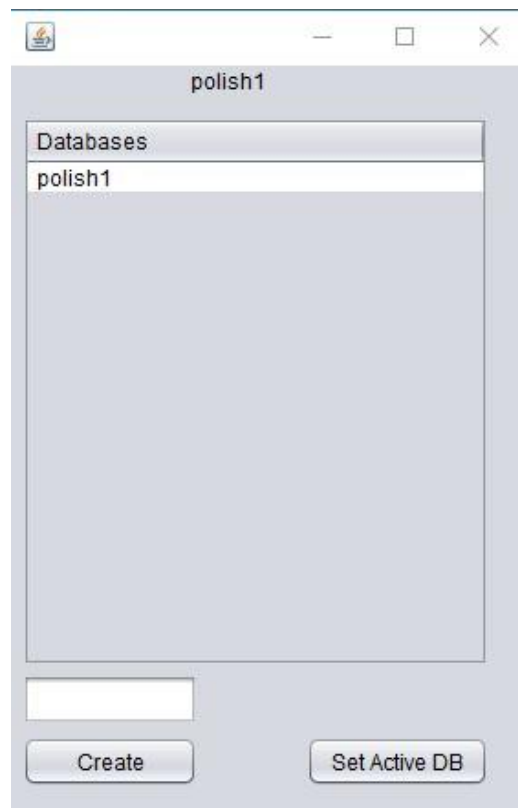 polish1
Databases
polish1
Create
Set Active DB